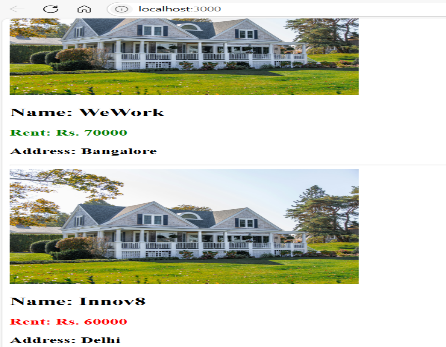 localhost:3000
Name: WeWork
Rent: Rs. 70000
Address: Bangalore
Name: Innov8
Rent: Rs. 60000
Address: Delhi